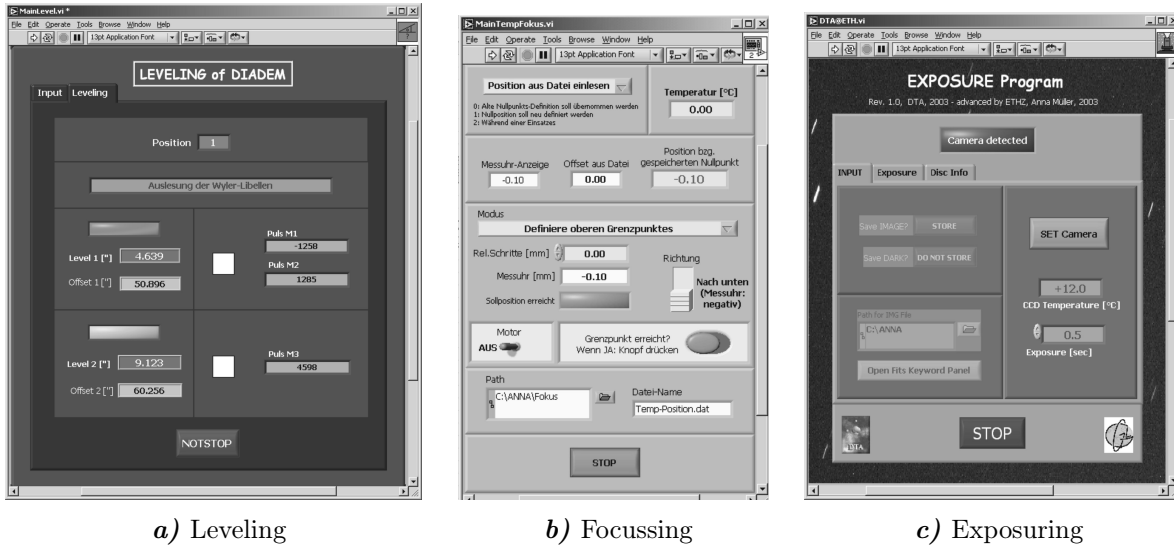 MainLevel.vi *
File Edit Operate Tools Browse Window Help
13pt Application Font
LEVELING of DIADEM
Input Leveling
Position 1
Auslesung der Wyler-Libellen
Level 1 ["] 4.639
Offset 1 ["] 50.896
Puls M1
-1258
Puls M2
1285
Level 2 ["] 9.123
Offset 2 ["] 60.256
Puls M3
4598
NOTSTOP
a) Leveling
MainTempFokus.vi
File Edit Operate Tools Browse Window Help
13pt Application Font
2
Position aus Datei einlesen
0: Alte Nullpunkts-Definition soll übernommen werden
1: Nullposition soll neu definiert werden
2: Während einer Einsatzes
Temperatur [°C]
0.00
Messuhr-Anzeige
-0.10
Offset aus Datei
0.00
Position bzg.
gespeicherten Nullpunkt
-0.10
Modus
Definiere oberen Grenzpunktes
Rel.Schritte [mm] 0.00
Messuhr [mm] -0.10
Sollposition erreicht
Richtung
Nach unten
(Messuhr:
negativ)
Motor
AUS
Grenzpunkt erreicht?
Wenn JA: Knopf drücken
Path
C:\ANNA\Fokus
Datei-Name
Temp-Position.dat
STOP
b) Focussing
DTA@ETH.vi
File Edit Operate Tools Browse Window Help
13pt Application Font
EXPOSURE Program
Rev. 1.0, DTA, 2003 - advanced by ETHZ, Anna Müller, 2003
Camera detected
INPUT Exposure Disc Info
Save IMAGE? STORE
Save DARK? DO NOT STORE
Path for IMG File
C:\ANNA
Open Fits Keyword Panel
SET Camera
+12.0
CCD Temperature [°C]
0.5
Exposure [sec]
DTA
STOP
c) Exposuring